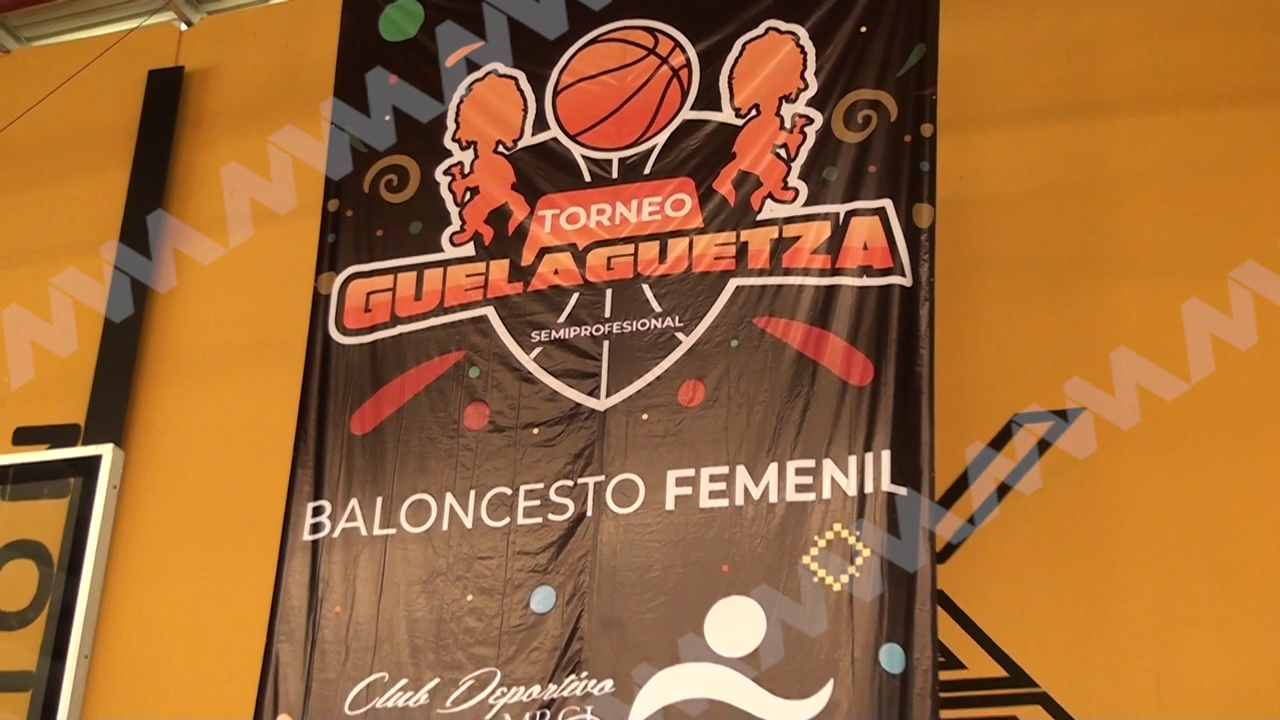 TORNEO
GUELAGUETZA
SEMIPROFESIONAL
BALONCESTO FEMENIL
Club Deportivo